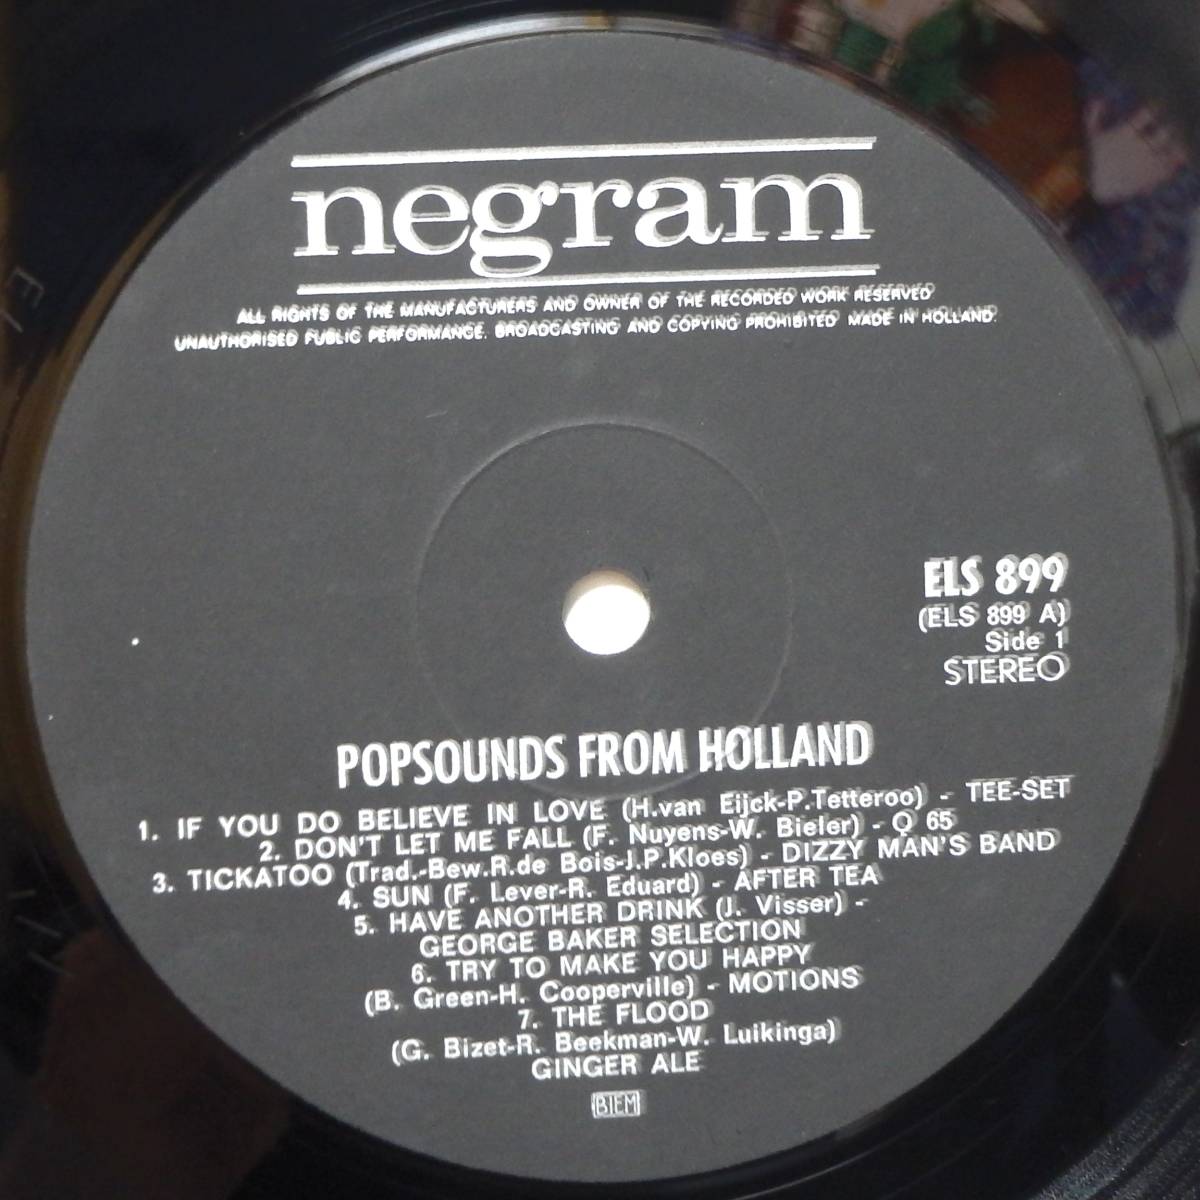 negram
ALL RIGHTS OF THE MANUFACTURERS AND OWNER OF THE RECORDED WORK RESERVED
UNAUTHORISED PUBLIC PERFORMANCE. BROADCASTING AND COPYING PROHIBITED MADE IN HOLLAND.
ELS 899
(ELS 899 A)
Side 1
STEREO
POPSOUNDS FROM HOLLAND
1. IF YOU DO BELIEVE IN LOVE (H.van Eijck-P.Tetteroo) - TEE-SET
2. DON'T LET ME FALL (F. Nuyens-W. Bieler) - Q 65
3. TICKATOO (Trad.-Bew.R.de Bois-J.P.Kloes) - DIZZY MAN'S BAND
4. SUN (F. Lever-R. Eduard) - AFTER TEA
5. HAVE ANOTHER DRINK (J. Visser) -
GEORGE BAKER SELECTION
6. TRY TO MAKE YOU HAPPY
(B. Green-H. Cooperville) - MOTIONS
7. THE FLOOD
(G. Bizet-R. Beekman-W. Luikinga)
GINGER ALE
BIEM